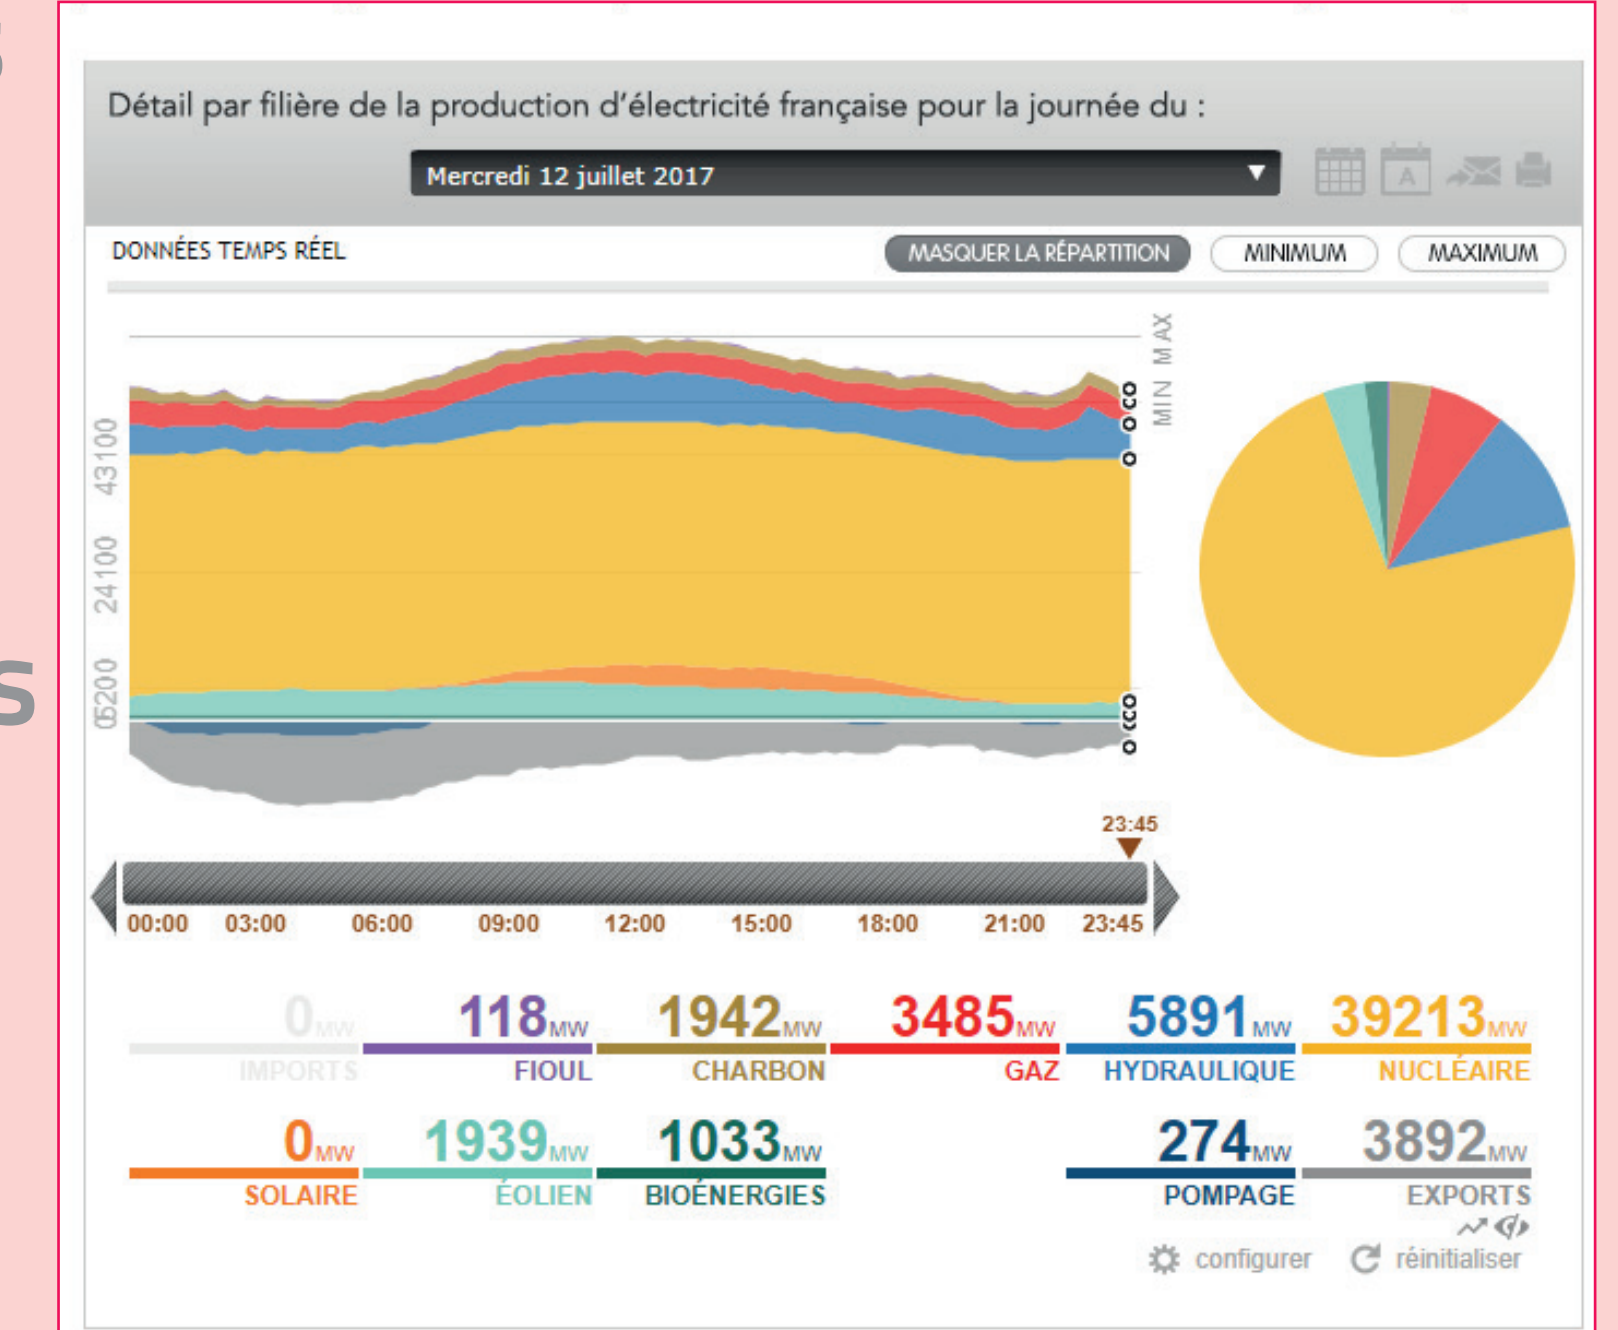 S
S
Détail par filière de la production d'électricité française pour la journée du :
Mercredi 12 juillet 2017
A
DONNÉES TEMPS RÉEL
MASQUER LA RÉPARTITION
MINIMUM
MAXIMUM
MIN MAX
43100
24100
5200
0
23:45
00:00 03:00 06:00 09:00 12:00 15:00 18:00 21:00 23:45
0MW 118MW 1942MW 3485MW 5891MW 39213MW
IMPORTS FIOUL CHARBON GAZ HYDRAULIQUE NUCLÉAIRE
0MW 1939MW 1033MW 274MW 3892MW
SOLAIRE ÉOLIEN BIOÉNERGIES POMPAGE EXPORTS
configurer réinitialiser